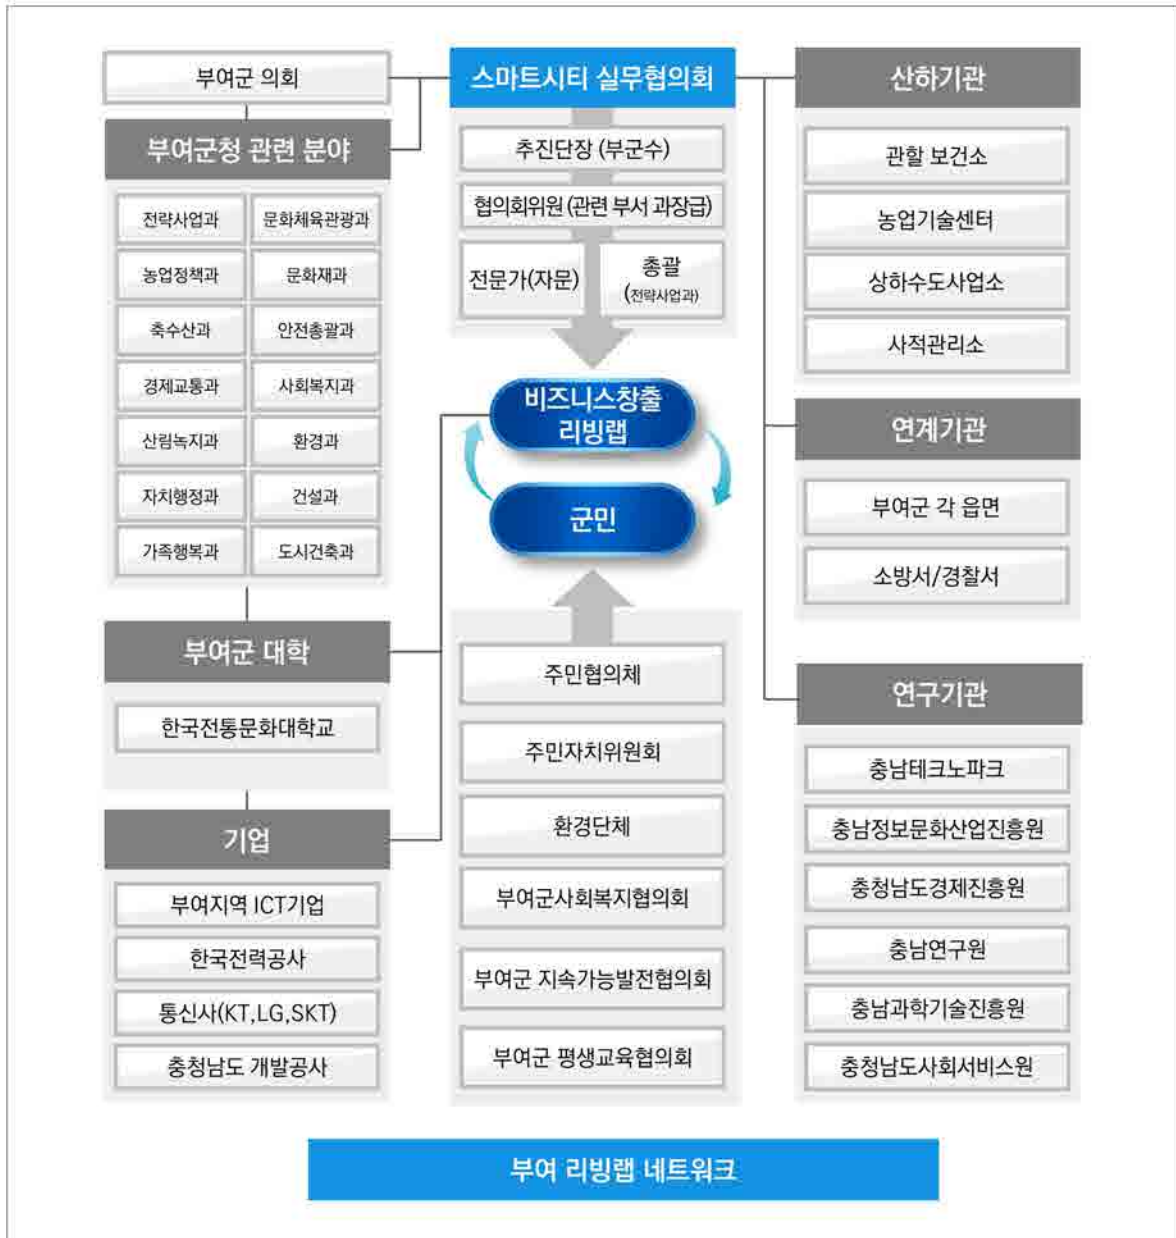 부여군 의회
부여군청 관련 분야
전략사업과
문화체육관광과
농업정책과
문화재과
축수산과
안전총괄과
경제교통과
사회복지과
산림녹지과
환경과
자치행정과
건설과
가족행복과
도시건축과
부여군 대학
한국전통문화대학교
기업
부여지역 ICT기업
한국전력공사
통신사(KT,LG,SKT)
충청남도 개발공사
스마트시티 실무협의회
추진단장 (부군수)
협의회위원 (관련 부서 과장급)
전문가(자문)
총괄
(전략사업과)
비즈니스창출
리빙랩
군민
주민협의체
주민자치위원회
환경단체
부여군사회복지협의회
부여군 지속가능발전협의회
부여군 평생교육협의회
산하기관
관할 보건소
농업기술센터
상하수도사업소
사적관리소
연계기관
부여군 각 읍면
소방서/경찰서
연구기관
충남테크노파크
충남정보문화산업진흥원
충청남도경제진흥원
충남연구원
충남과학기술진흥원
충청남도사회서비스원
부여 리빙랩 네트워크